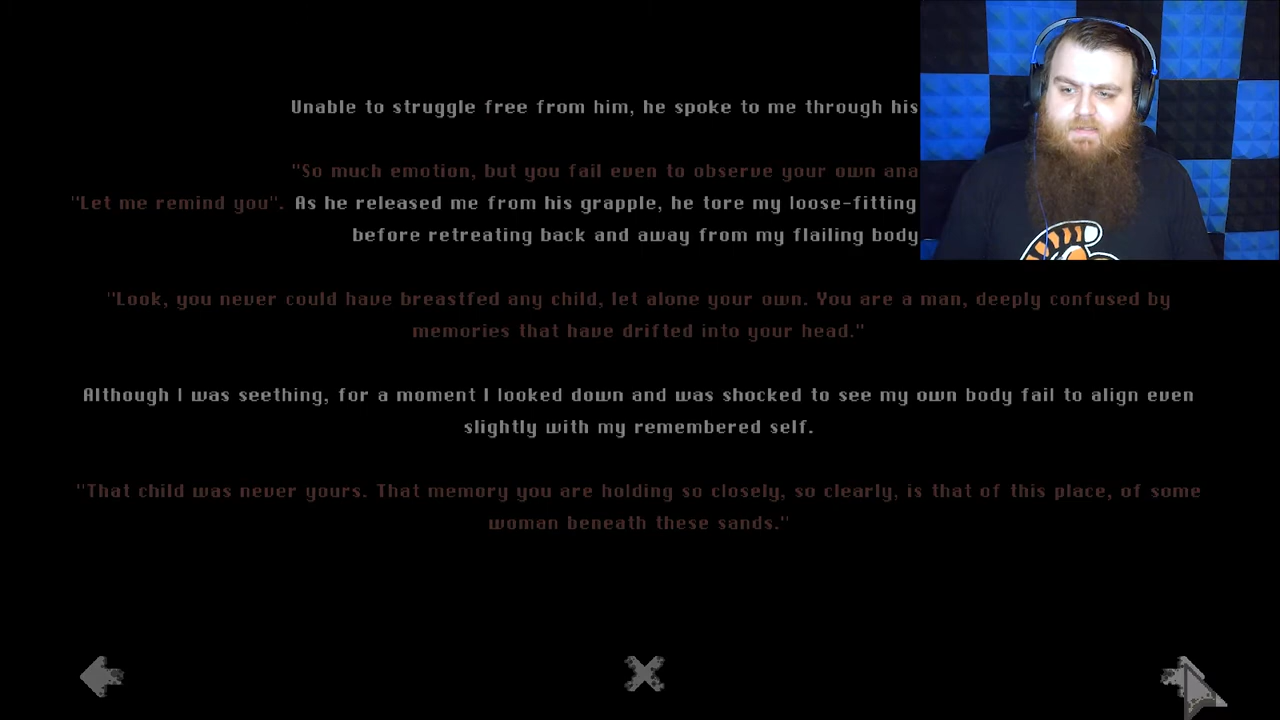 Unable to struggle free from him, he spoke to me through his
"So much emotion, but you fail even to observe your own
"Let me remind you". As he released me from his grapple, he tore my loose-fitting
before retreating back and away from my flailing body
"Look, you never could have breastfed any child, let alone your own. You are a man, deeply confused by
memories that have drifted into your head."
Although I was seething, for a moment I looked down and was shocked to see my own body fail to align even
slightly with my remembered self.
"That child was never yours. That memory you are holding so closely, so clearly, is that of this place, of some
woman beneath these sands."